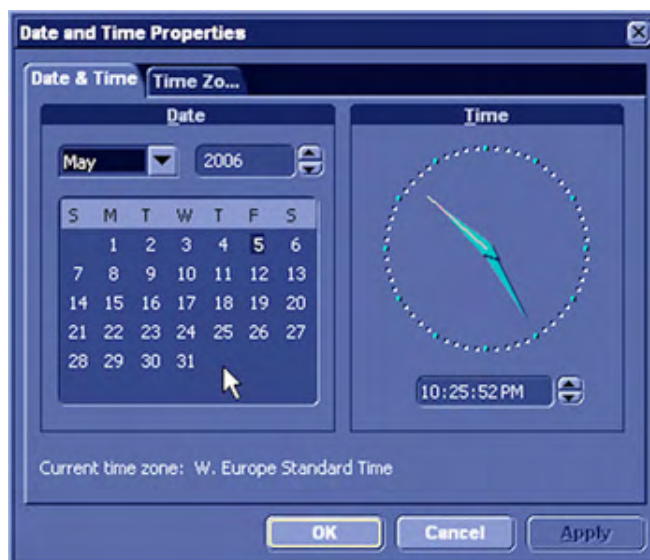 Date and Time Properties
Date & Time Time Zo...
Date
May 2006
S M T W T F S
1 2 3 4 5 6
7 8 9 10 11 12 13
14 15 16 17 18 19 20
21 22 23 24 25 26 27
28 29 30 31
Time
10:25:52 PM
Current time zone: W. Europe Standard Time
OK Cancel Apply